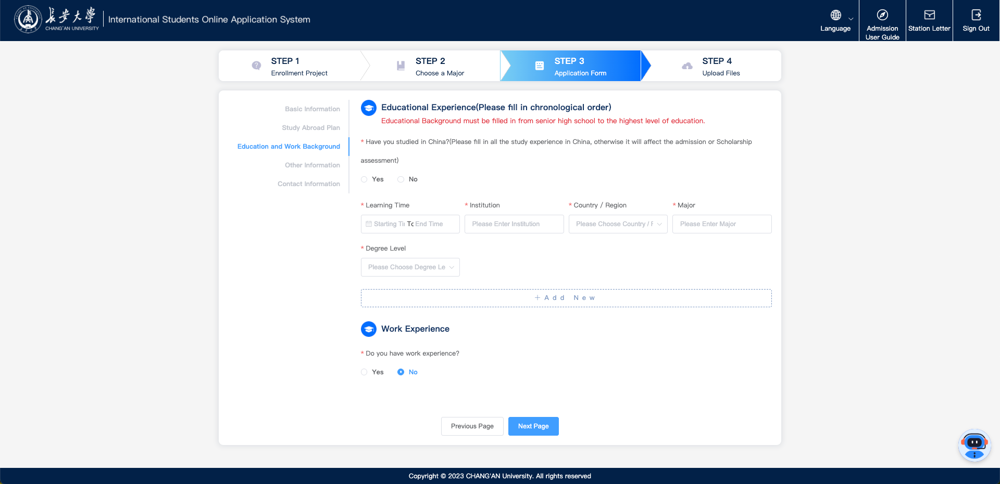 长安大学
CHANG'AN UNIVERSITY
International Students Online Application System
Language
Admission
User Guide
Station Letter
Sign Out
STEP 1
Enrollment Project
STEP 2
Choose a Major
STEP 3
Application Form
STEP 4
Upload Files
Basic Information
Study Abroad Plan
Education and Work Background
Other Information
Contact Information
Educational Experience(Please fill in chronological order)
Educational Background must be filled in from senior high school to the highest level of education.
* Have you studied in China?(Please fill in all the study experience in China, otherwise it will affect the admission or Scholarship
assessment)
Yes No
* Learning Time * Institution * Country / Region * Major
Starting Ti To End Time Please Enter Institution Please Choose Country / Please Enter Major
* Degree Level
Please Choose Degree Le
+ Add New
Work Experience
* Do you have work experience?
Yes No
Previous Page Next Page
Copyright © 2023 CHANG'AN University. All rights reserved